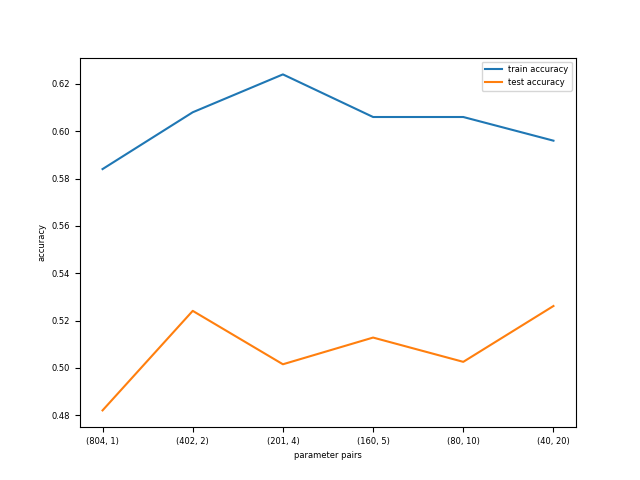 train accuracy
test accuracy
0.62
0.60
0.58
0.56
0.54
0.52
0.50
0.48
accuracy
(804, 1) (402, 2) (201, 4) (160, 5) (80, 10) (40, 20)
parameter pairs